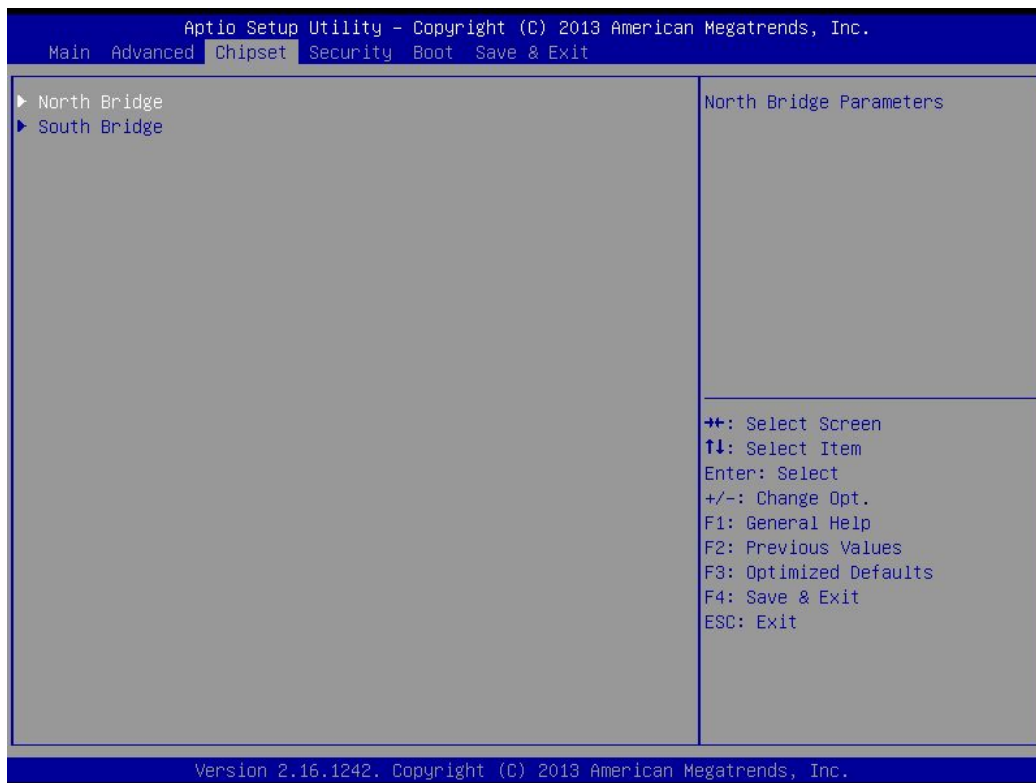 Aptio Setup Utility – Copyright (C) 2013 American Megatrends, Inc.
Main Advanced Chipset Security Boot Save & Exit
▶ North Bridge
▶ South Bridge
North Bridge Parameters
→←: Select Screen
↑↓: Select Item
Enter: Select
+/-: Change Opt.
F1: General Help
F2: Previous Values
F3: Optimized Defaults
F4: Save & Exit
ESC: Exit
Version 2.16.1242. Copyright (C) 2013 American Megatrends, Inc.